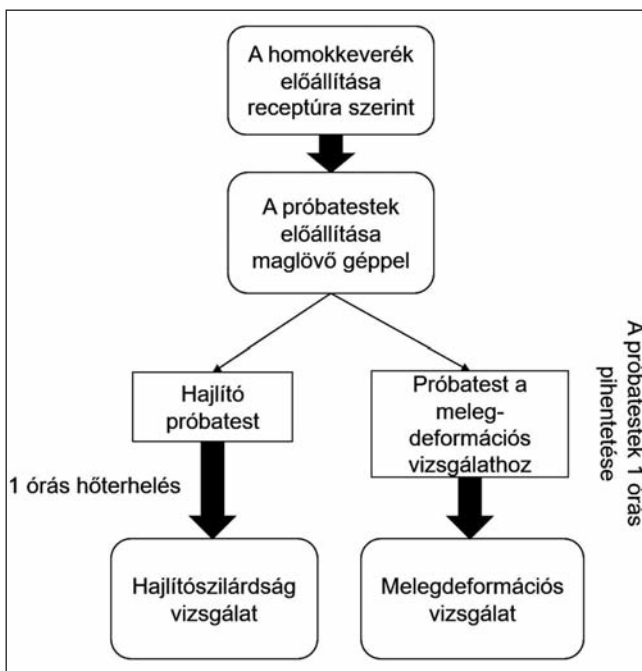 A homokkeverék
előállítása
receptúra szerint
A próbatestek
előállítása
maglövő géppel
Hajlító
próbatest
Próbatest a
meleg-
deformációs
vizsgálathoz
A próbatestek 1 órás
pihentetése
1 órás hőterhelés
Hajlítószilárdság
vizsgálat
Melegdeformációs
vizsgálat